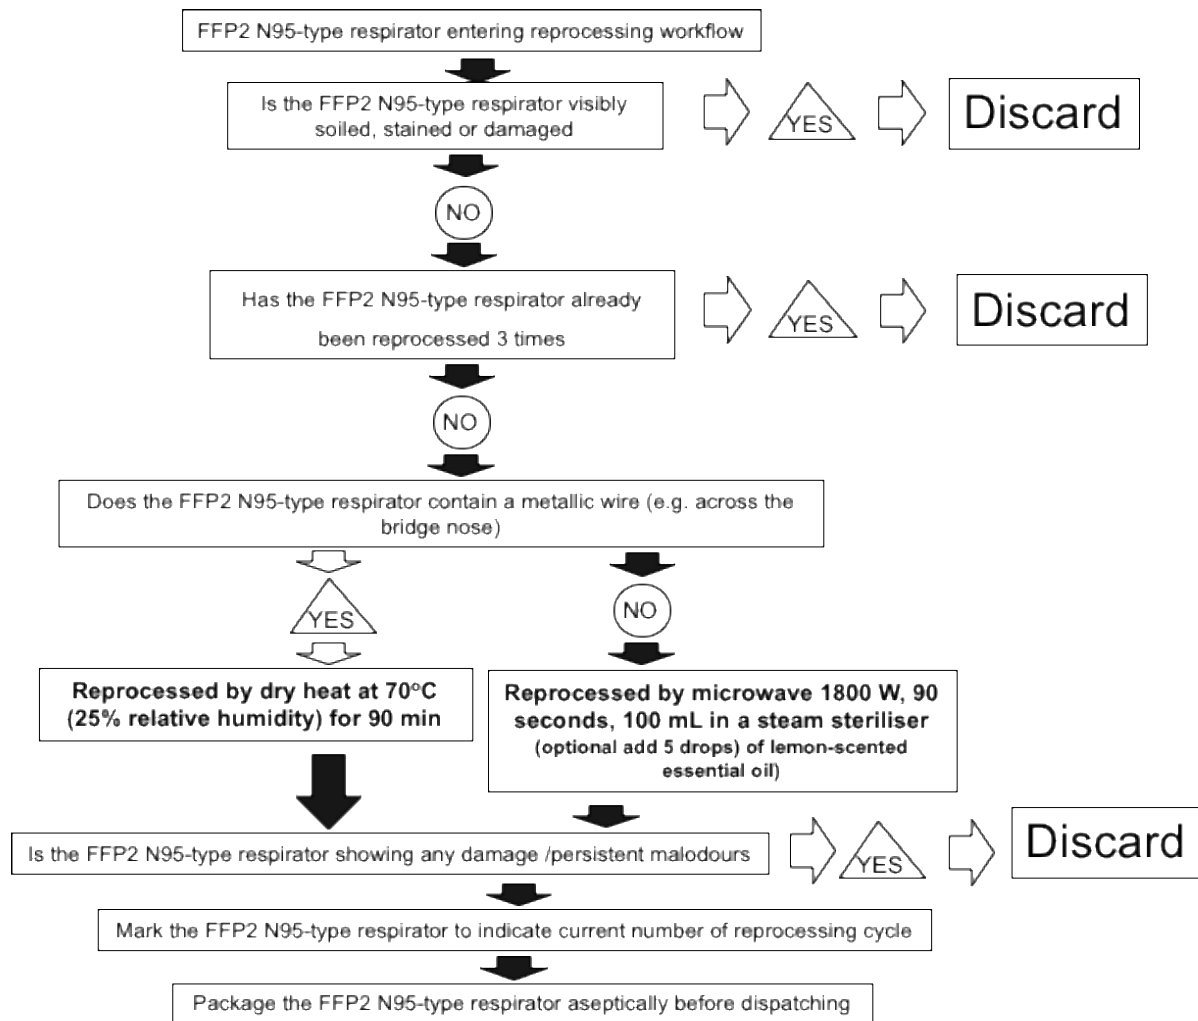 FFP2 N95-type respirator entering reprocessing workflow
Is the FFP2 N95-type respirator visibly
soiled, stained or damaged
YES
Discard
NO
Has the FFP2 N95-type respirator already
been reprocessed 3 times
YES
Discard
NO
Does the FFP2 N95-type respirator contain a metallic wire (e.g. across the
bridge nose)
YES
NO
Reprocessed by dry heat at 70°C
(25% relative humidity) for 90 min
Reprocessed by microwave 1800 W, 90
seconds, 100 mL in a steam steriliser
(optional add 5 drops) of lemon-scented
essential oil)
Is the FFP2 N95-type respirator showing any damage /persistent malodours
YES
Discard
Mark the FFP2 N95-type respirator to indicate current number of reprocessing cycle
Package the FFP2 N95-type respirator aseptically before dispatching